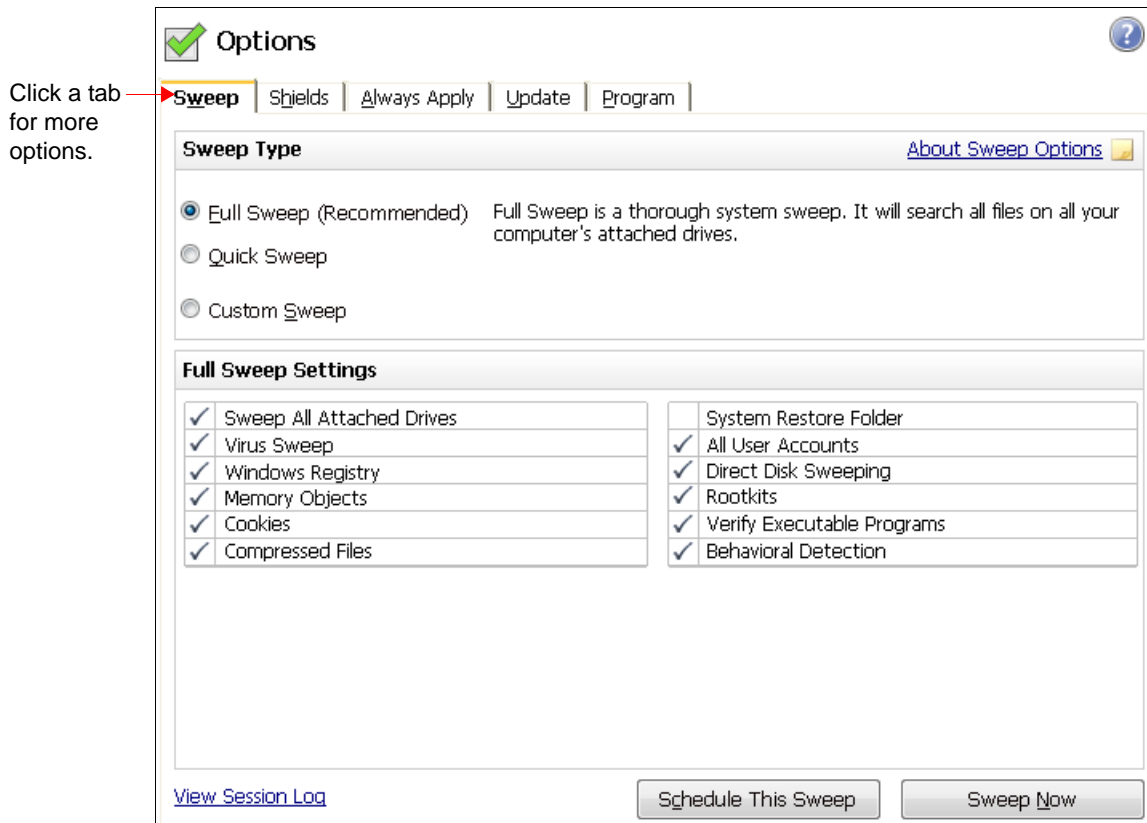 Options
Click a tab
for more
options.
Sweep Shields Always Apply Update Program
Sweep Type About Sweep Options
Full Sweep (Recommended)
Full Sweep is a thorough system sweep. It will search all files on all your
computer's attached drives.
Quick Sweep
Custom Sweep
Full Sweep Settings
Sweep All Attached Drives
Virus Sweep
Windows Registry
Memory Objects
Cookies
Compressed Files
System Restore Folder
All User Accounts
Direct Disk Sweeping
Rootkits
Verify Executable Programs
Behavioral Detection
View Session Log
Schedule This Sweep
Sweep Now